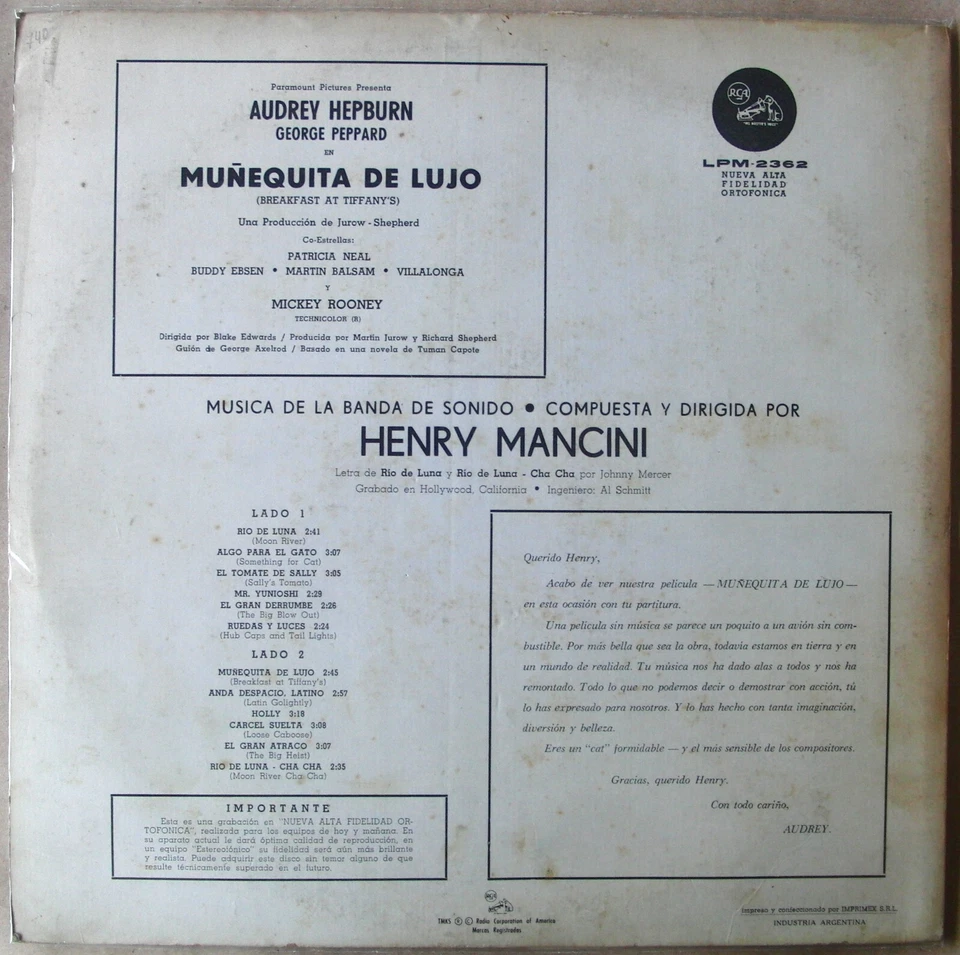 140
Paramount Pictures Presenta
AUDREY HEPBURN
GEORGE PEPPARD
EN
MUÑEQUITA DE LUJO
(BREAKFAST AT TIFFANY'S)
Una Producción de Jurow - Shepherd
Co-Estrellas:
PATRICIA NEAL
BUDDY EBSEN • MARTIN BALSAM • VILLALONGA
Y
MICKEY ROONEY
TECHNICOLOR (R)
Dirigida por Blake Edwards / Producida por Martin Jurow y Richard Shepherd
Guión de George Axelrod / Basado en una novela de Tuman Capote
RCA
"HIS MASTER'S VOICE"
LPM-2362
NUEVA ALTA
FIDELIDAD
ORTOFONICA
MUSICA DE LA BANDA DE SONIDO • COMPUESTA Y DIRIGIDA POR
HENRY MANCINI
Letra de Rio de Luna y Rio de Luna - Cha Cha por Johnny Mercer
Grabado en Hollywood, California • Ingeniero: Al Schmitt
LADO 1
RIO DE LUNA 2:41
(Moon River)
ALGO PARA EL GATO 3:07
(Something for Cat)
EL TOMATE DE SALLY 3:05
(Sally's Tomato)
MR. YUNIOSHI 2:29
EL GRAN DERRUMBE 2:26
(The Big Blow Out)
RUEDAS Y LUCES 2:24
(Hub Caps and Tail Lights)
LADO 2
MUÑEQUITA DE LUJO 2:45
(Breakfast at Tiffany's)
ANDA DESPACIO, LATINO 2:57
(Latin Golightly)
HOLLY 3:18
CARCEL SUELTA 3:08
(Loose Caboose)
EL GRAN ATRACO 3:07
(The Big Heist)
RIO DE LUNA - CHA CHA 2:35
(Moon River Cha Cha)
IMPORTANTE
Esta es una grabación en "NUEVA ALTA FIDELIDAD OR-
TOFONICA", realizada para los equipos de hoy y mañana. En
su aparato actual le dará óptima calidad de reproducción, en
un equipo "Estereofónico" su fidelidad será aún más brillante
y realista. Puede adquirir este disco sin temor alguno de que
resulte técnicamente superado en el futuro.
Querido Henry,
Acabo de ver nuestra película — MUÑEQUITA DE LUJO —
en esta ocasión con tu partitura.
Una película sin música se parece un poquito a un avión sin com-
bustible. Por más bella que sea la obra, todavía estamos en tierra y en
un mundo de realidad. Tu música nos ha dado alas a todos y nos ha
remontado. Todo lo que no podemos decir o demostrar con acción, tú
lo has expresado para nosotros. Y lo has hecho con tanta imaginación,
diversión y belleza.
Eres un "cat" formidable — y el más sensible de los compositores.
Gracias, querido Henry.
Con todo cariño,
AUDREY.
RCA
TMKS ® © Radio Corporation of America
Marcas Registradas
Impreso y confeccionado por IMPRIMEX S.R.L.
INDUSTRIA ARGENTINA